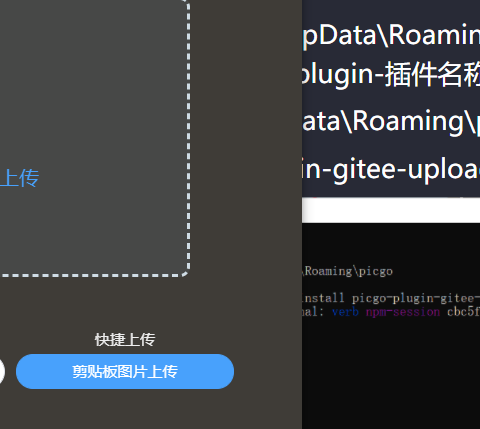 上传
快捷上传
剪贴板图片上传
pData\Roamin
plugin-插件名称
ata\Roaming\p
in-gitee-uploa
\Roaming\picgo
install picgo-plugin-gitee-
nal: verb npm-session cbc5f